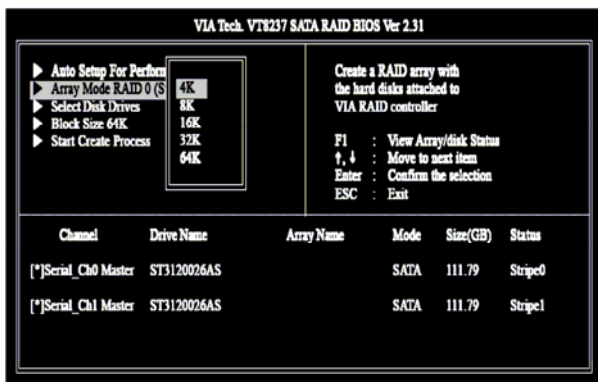 VIA Tech. VT8237 SATA RAID BIOS Ver 2.31
Auto Setup For Perform
Array Mode RAID 0 (S
Select Disk Drives
Block Size 64K
Start Create Process
4K
8K
16K
32K
64K
Create a RAID array with
the hard disks attached to
VIA RAID controller
F1 : View Array/disk Status
↑,↓ : Move to next item
Enter : Confirm the selection
ESC : Exit
Channel Drive Name Array Name Mode Size(GB) Status
[*]Serial_Ch0 Master ST3120026AS SATA 111.79 Stripe0
[*]Serial_Ch1 Master ST3120026AS SATA 111.79 Stripe1